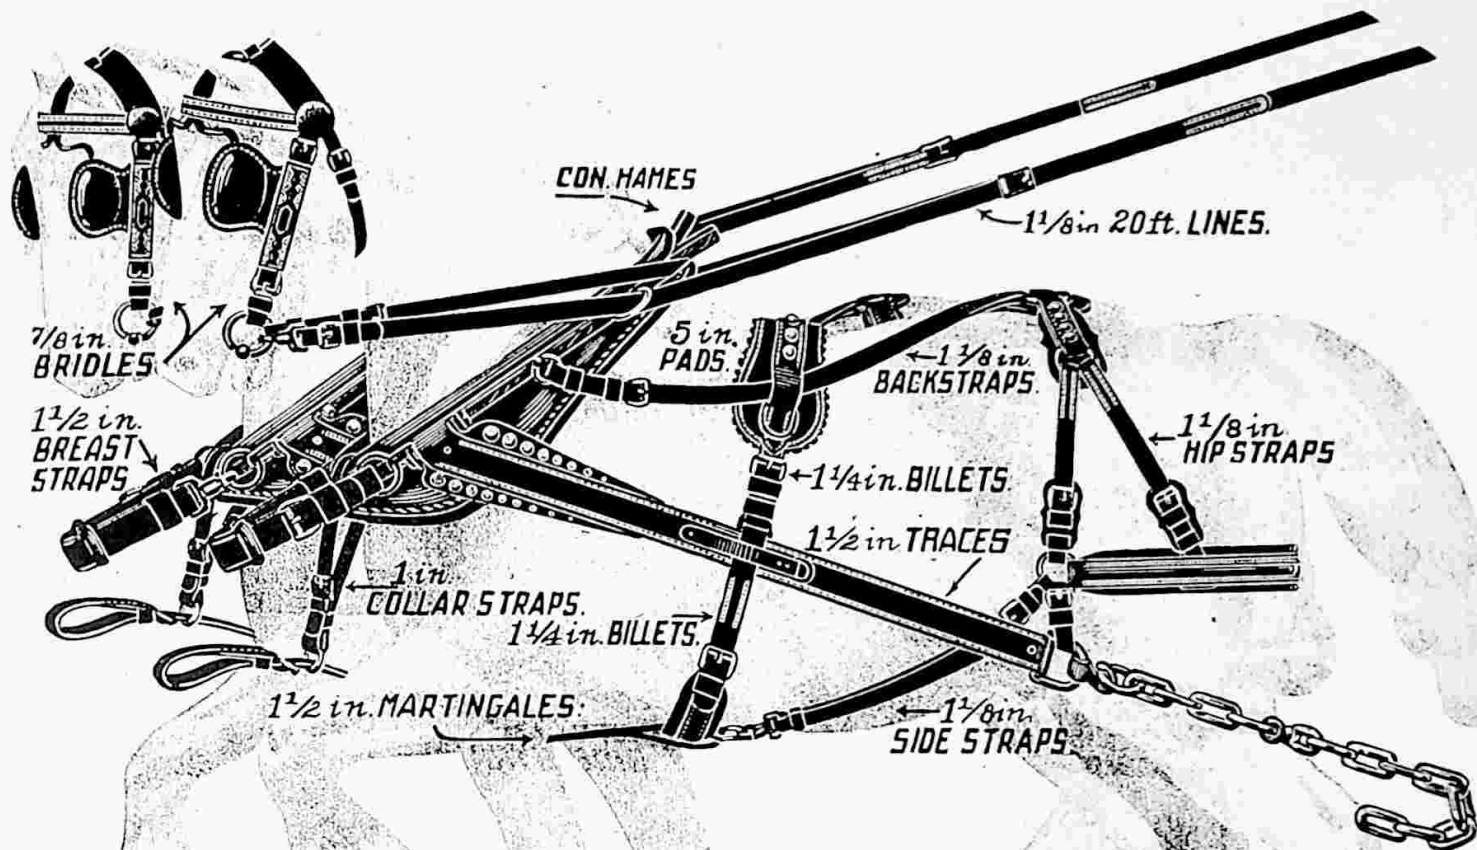 CON. HAMES
1 1/8 in 20 ft. LINES.
7/8 in.
BRIDLES
5 in.
PADS.
1 1/8 in
BACKSTRAPS.
1 1/2 in.
BREAST
STRAPS
1 1/8 in
HIP STRAPS
1 1/4 in. BILLETS.
1 1/2 in TRACES
1 in.
COLLAR STRAPS.
1 1/4 in. BILLETS.
1 1/2 in. MARTINGALES:
1 1/8 in
SIDE STRAPS.